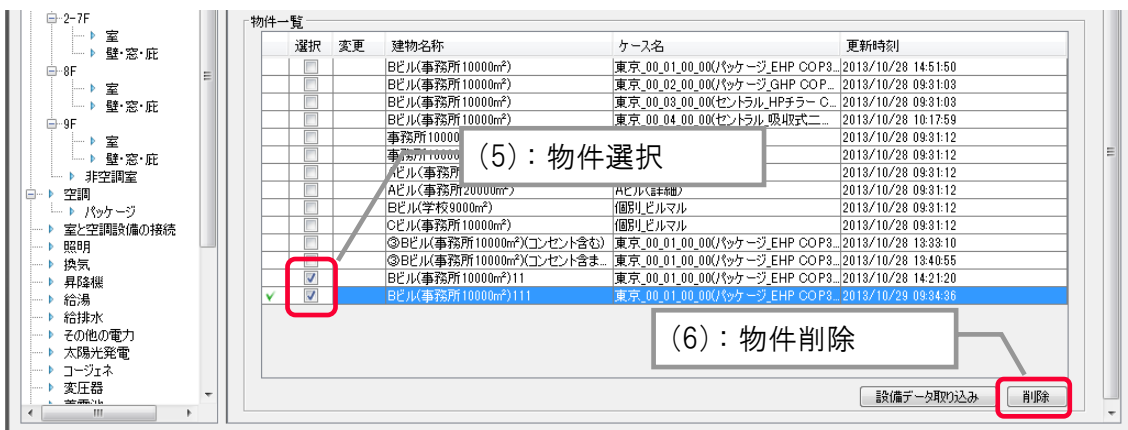 2-7F
室
壁・窓・庇
8F
室
壁・窓・庇
9F
室
壁・窓・庇
非空調室
空調
パッケージ
室と空調設備の接続
照明
換気
昇降機
給湯
給排水
その他の電力
太陽光発電
コージェネ
変圧器
物件一覧
選択 変更 建物名称 ケース名 更新時刻
Bビル(事務所10000㎡) 東京_00_01_00_00(パッケージ_EHP COP3... 2013/10/28 14:51:50
Bビル(事務所10000㎡) 東京_00_02_00_00(パッケージ_GHP COP... 2013/10/28 09:31:03
Bビル(事務所10000㎡) 東京_00_03_00_00(セントラル_HPチラー C... 2013/10/28 09:31:03
Bビル(事務所10000㎡) 東京_00_04_00_00(セントラル_吸収式二... 2013/10/28 10:17:59
事務所10000 2013/10/28 09:31:12
事務所10000 2013/10/28 09:31:12
Aビル(事務所 2013/10/28 09:31:12
Aビル(事務所20000㎡) Aビル(詳細) 2013/10/28 09:31:12
Bビル(学校9000㎡) 個別_ビルマル 2013/10/28 09:31:12
Cビル(事務所10000㎡) 個別_ビルマル 2013/10/28 09:31:12
③Bビル(事務所10000㎡)(コンセント含む) 東京_00_01_00_00(パッケージ_EHP COP3... 2013/10/28 13:33:10
③Bビル(事務所10000㎡)(コンセント含ま... 東京_00_01_00_00(パッケージ_EHP COP3... 2013/10/28 13:40:55
Bビル(事務所10000㎡)11 東京_00_01_00_00(パッケージ_EHP COP3... 2013/10/28 14:21:20
Bビル(事務所10000㎡)111 東京_00_01_00_00(パッケージ_EHP COP3... 2013/10/29 09:34:36
(5)：物件選択
(6)：物件削除
設備データ取り込み 削除